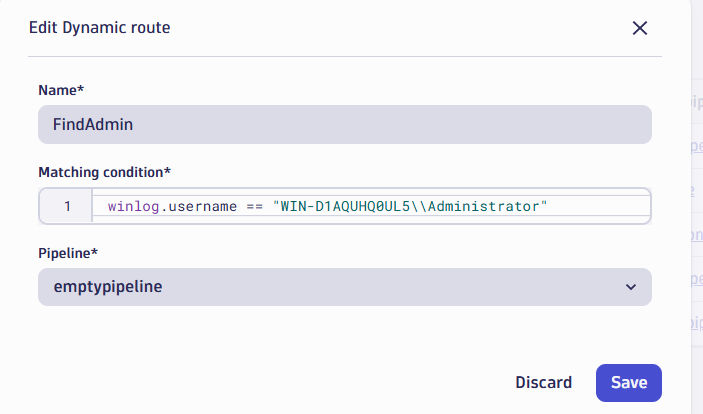 Edit Dynamic route
Name*
FindAdmin
Matching condition*
1 winlog.username == "WIN-D1AQUHQ0UL5\\Administrator"
Pipeline*
emptypipeline
Discard Save